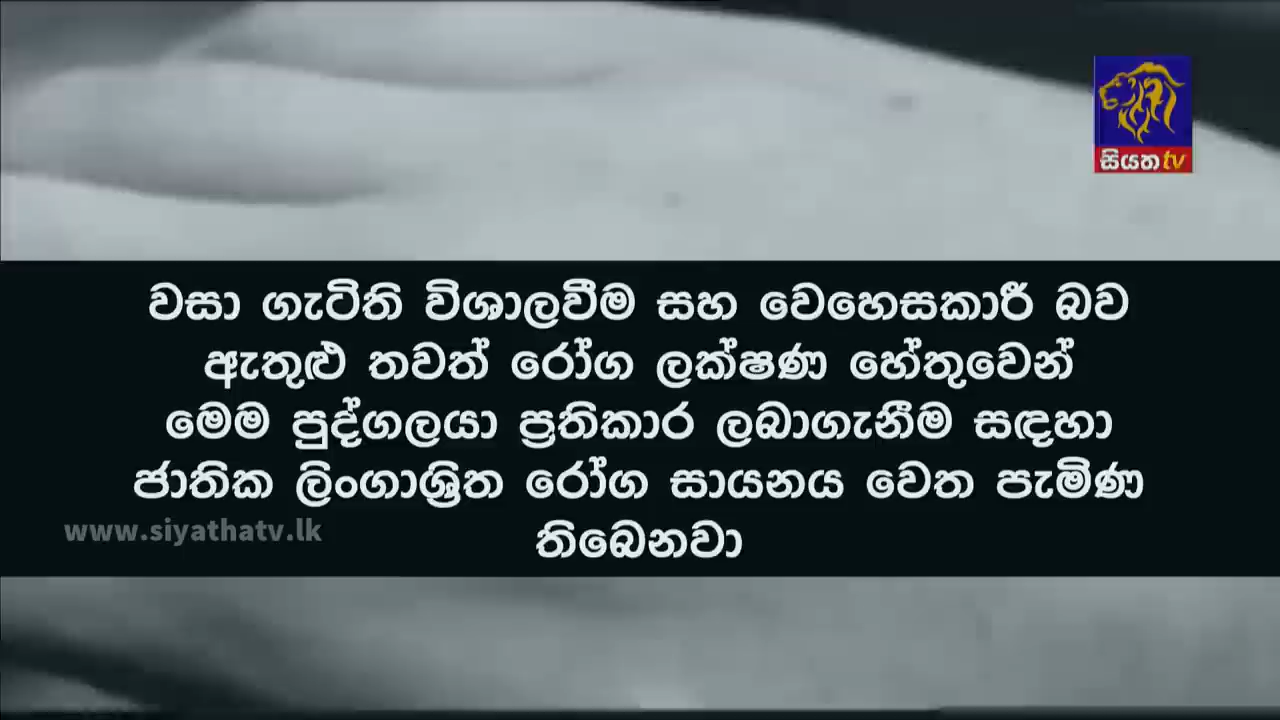 සියත tv
වසා ගැටිති විශාලවීම සහ වෙහෙසකාරී බව
ඇතුළු තවත් රෝග ලක්ෂණ හේතුවෙන්
මෙම පුද්ගලයා ප්‍රතිකාර ලබාගැනීම සඳහා
ජාතික ලිංගාශ්‍රිත රෝග සායනය වෙත පැමිණ
www.siyathatv.lk
තිබෙනවා